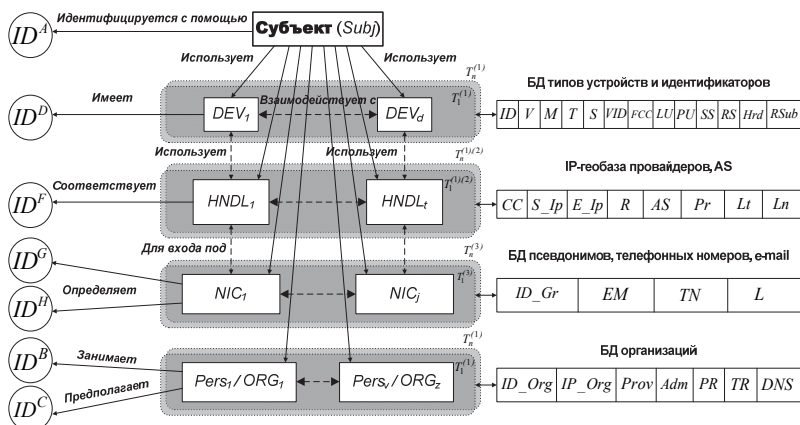 ID^A
Идентифицируется с помощью
Субъект (Subj)
Использует
Использует
T_n^(1)
T_1^(1)
БД типов устройств и идентификаторов
ID^D
Имеет
DEV_1
Взаимодействует с
DEV_d
ID V M T S VID FCC LU PU SS RS Hrd RSub
Использует
Использует
T_n^(1),(2)
T_1^(1),(2)
IP-геобаза провайдеров, AS
ID^F
Соответствует
HNDL_1
HNDL_t
CC S_Ip E_Ip R AS Pr Lt Ln
Для входа под
T_n^(3)
T_1^(3)
БД псевдонимов, телефонных номеров, e-mail
ID^G
ID^H
Определяет
NIC_1
NIC_j
ID_Gr EM TN L
T_n^(1)
T_1^(1)
БД организаций
ID^B
Занимает
Pers_1/ORG_1
Pers_v/ORG_z
ID_Org IP_Org Prov Adm PR TR DNS
ID^C
Предполагает